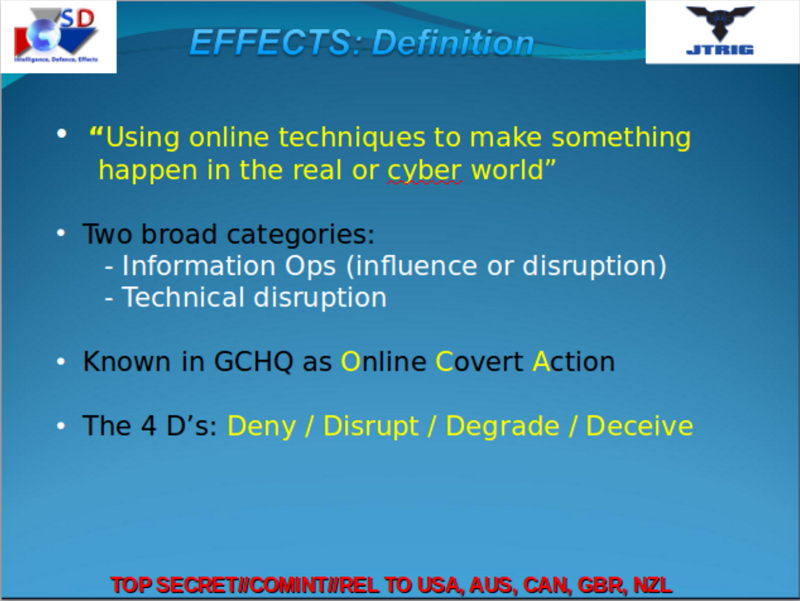 SD
Intelligence, Defence, Effects
EFFECTS: Definition
JTRIG
• “Using online techniques to make something
happen in the real or cyber world”
• Two broad categories:
- Information Ops (influence or disruption)
- Technical disruption
• Known in GCHQ as Online Covert Action
• The 4 D’s: Deny / Disrupt / Degrade / Deceive
TOP SECRET//COMINT//REL TO USA, AUS, CAN, GBR, NZL